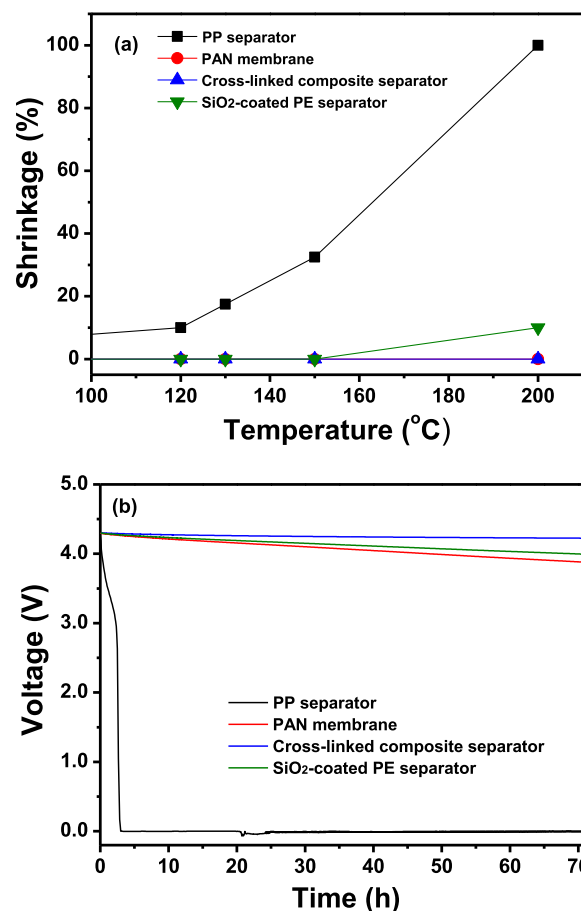 (a)
PP separator
PAN membrane
Cross-linked composite separator
SiO2-coated PE separator
Shrinkage (%)
100
80
60
40
20
0
100 120 140 160 180 200
Temperature (°C)
(b)
5.0
4.0
3.0
2.0
1.0
0.0
Voltage (V)
PP separator
PAN membrane
Cross-linked composite separator
SiO2-coated PE separator
0 10 20 30 40 50 60 70
Time (h)